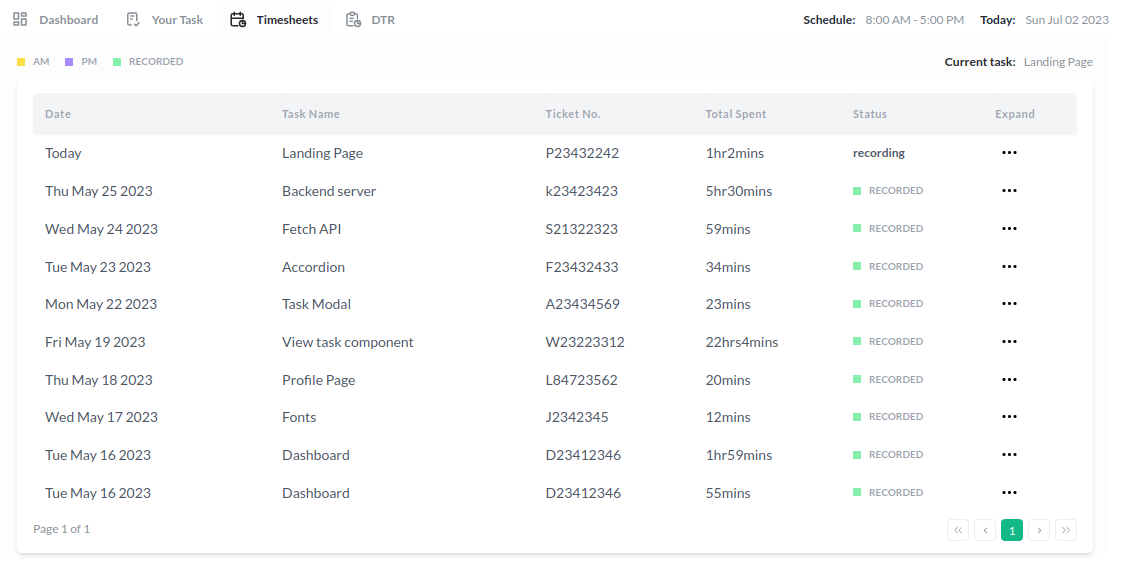 Dashboard Your Task Timesheets DTR Schedule: 8:00 AM - 5:00 PM Today: Sun Jul 02 2023
AM PM RECORDED Current task: Landing Page
Date Task Name Ticket No. Total Spent Status Expand
Today Landing Page P23432242 1hr2mins recording
Thu May 25 2023 Backend server k23423423 5hr30mins RECORDED
Wed May 24 2023 Fetch API S21322323 59mins RECORDED
Tue May 23 2023 Accordion F23432433 34mins RECORDED
Mon May 22 2023 Task Modal A23434569 23mins RECORDED
Fri May 19 2023 View task component W23223312 22hrs4mins RECORDED
Thu May 18 2023 Profile Page L84723562 20mins RECORDED
Wed May 17 2023 Fonts J2342345 12mins RECORDED
Tue May 16 2023 Dashboard D23412346 1hr59mins RECORDED
Tue May 16 2023 Dashboard D23412346 55mins RECORDED
Page 1 of 1 « ‹ 1 › »